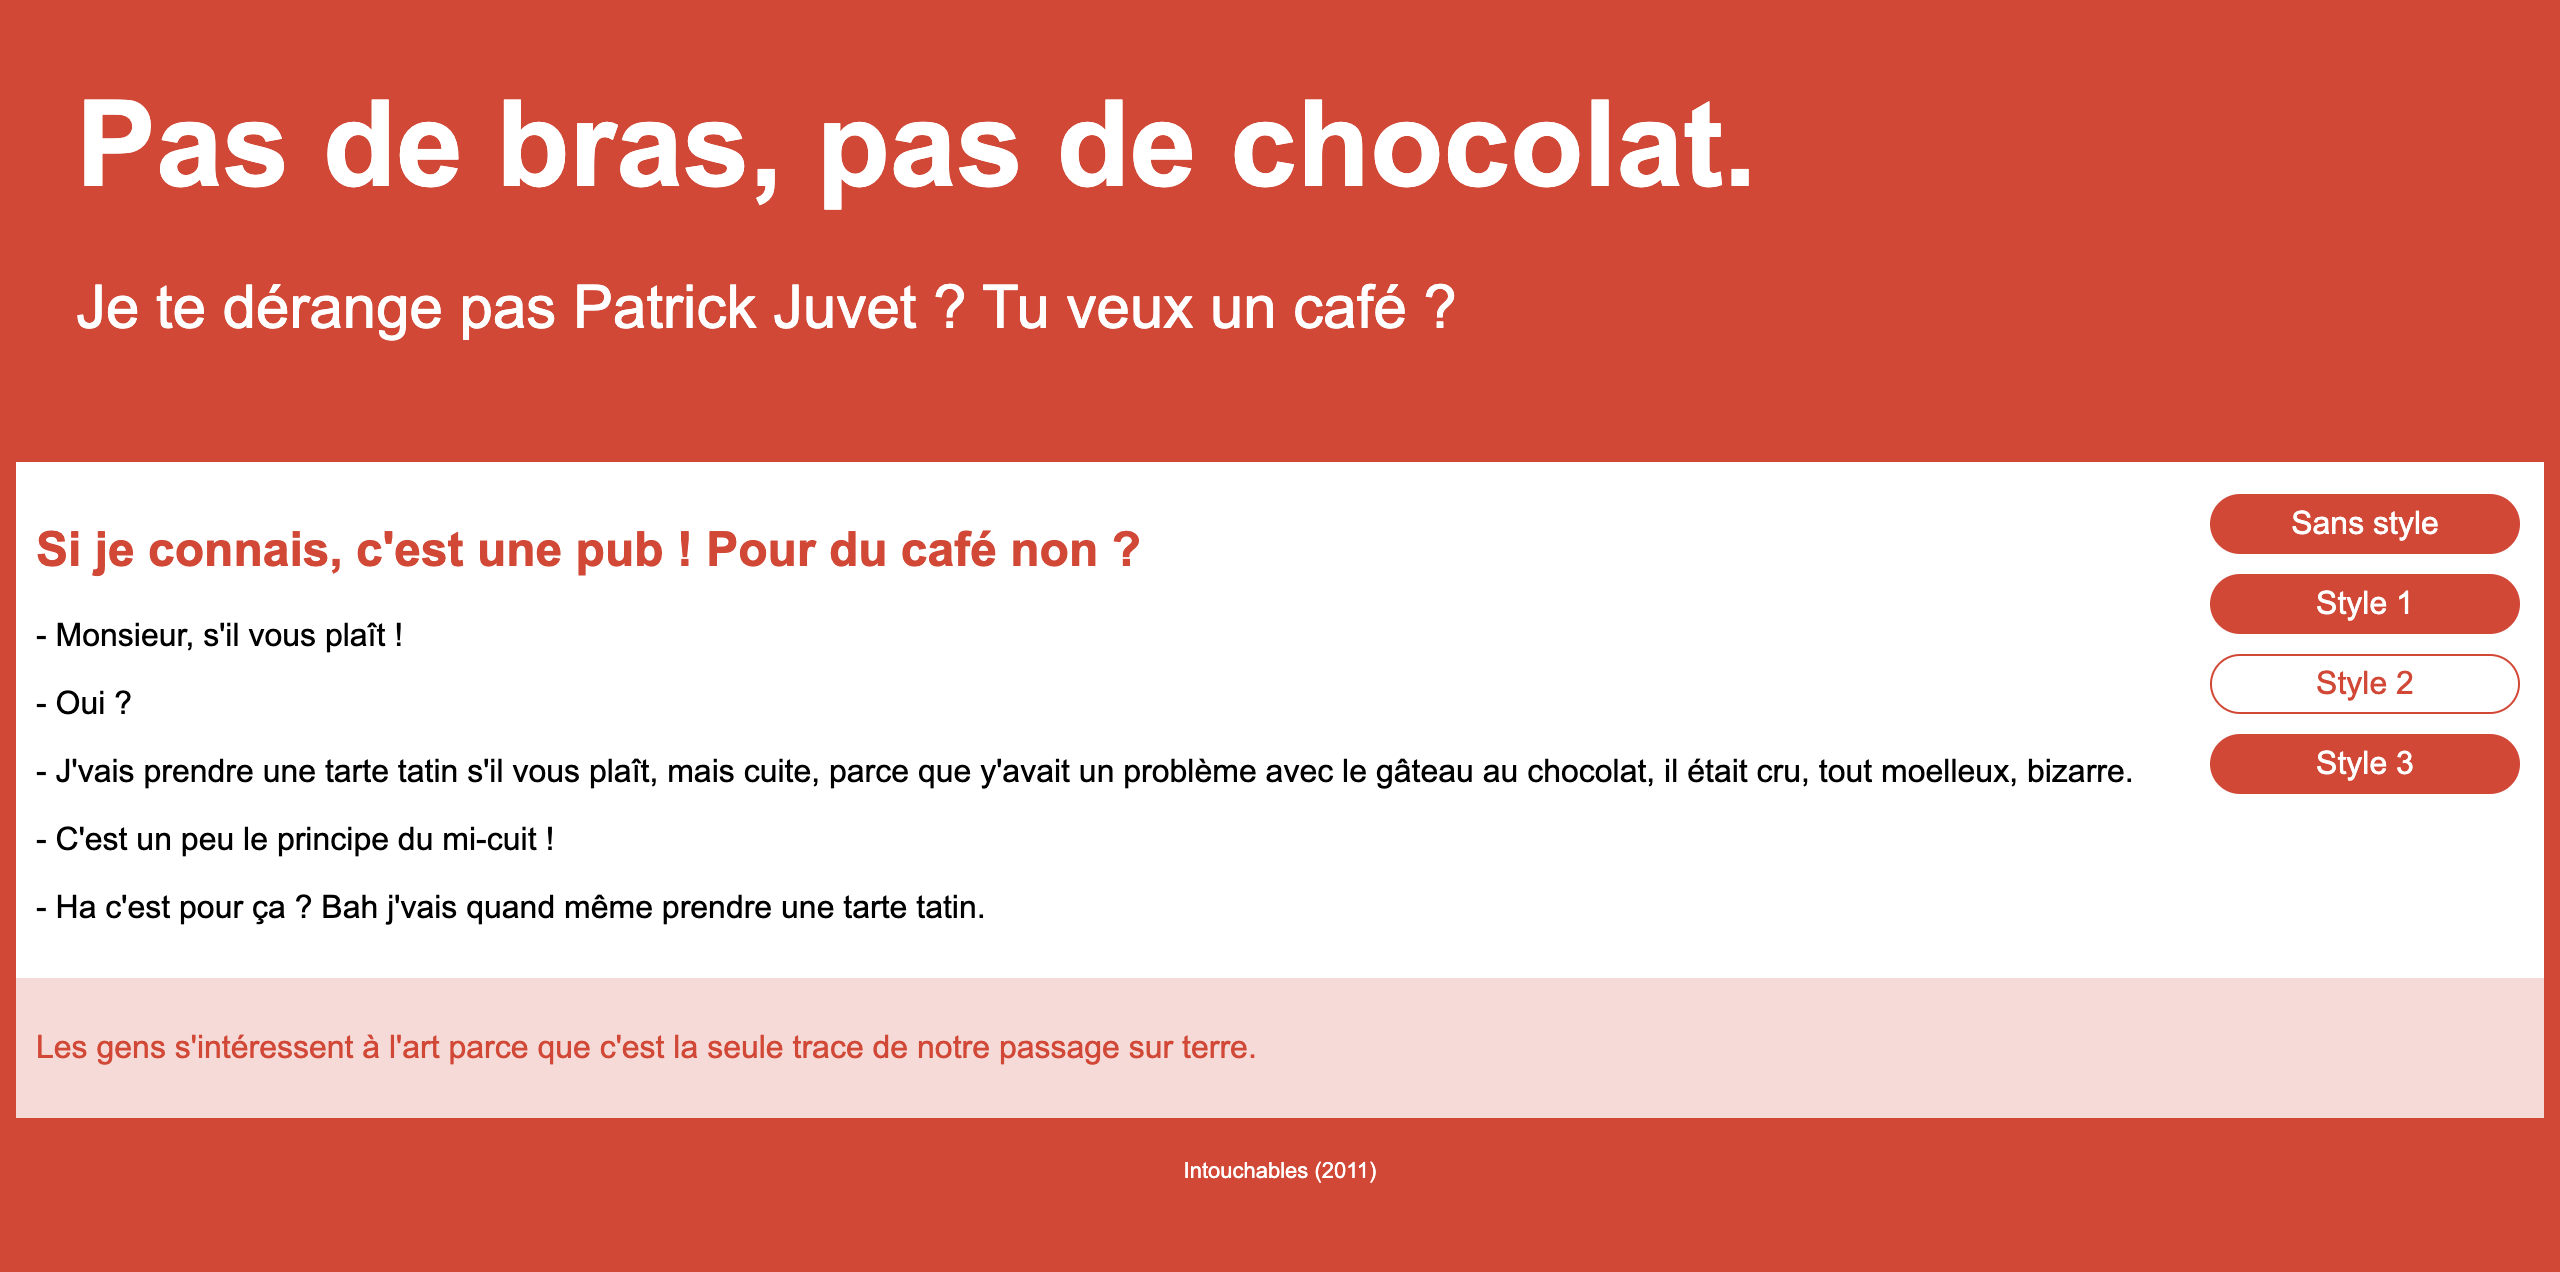 Pas de bras, pas de chocolat.
Je te dérange pas Patrick Juvet ? Tu veux un café ?
Si je connais, c'est une pub ! Pour du café non ?
- Monsieur, s'il vous plaît !
- Oui ?
- J'vais prendre une tarte tatin s'il vous plaît, mais cuite, parce que y'avait un problème avec le gâteau au chocolat, il était cru, tout moelleux, bizarre.
- C'est un peu le principe du mi-cuit !
- Ha c'est pour ça ? Bah j'vais quand même prendre une tarte tatin.
Sans style
Style 1
Style 2
Style 3
Les gens s'intéressent à l'art parce que c'est la seule trace de notre passage sur terre.
Intouchables (2011)